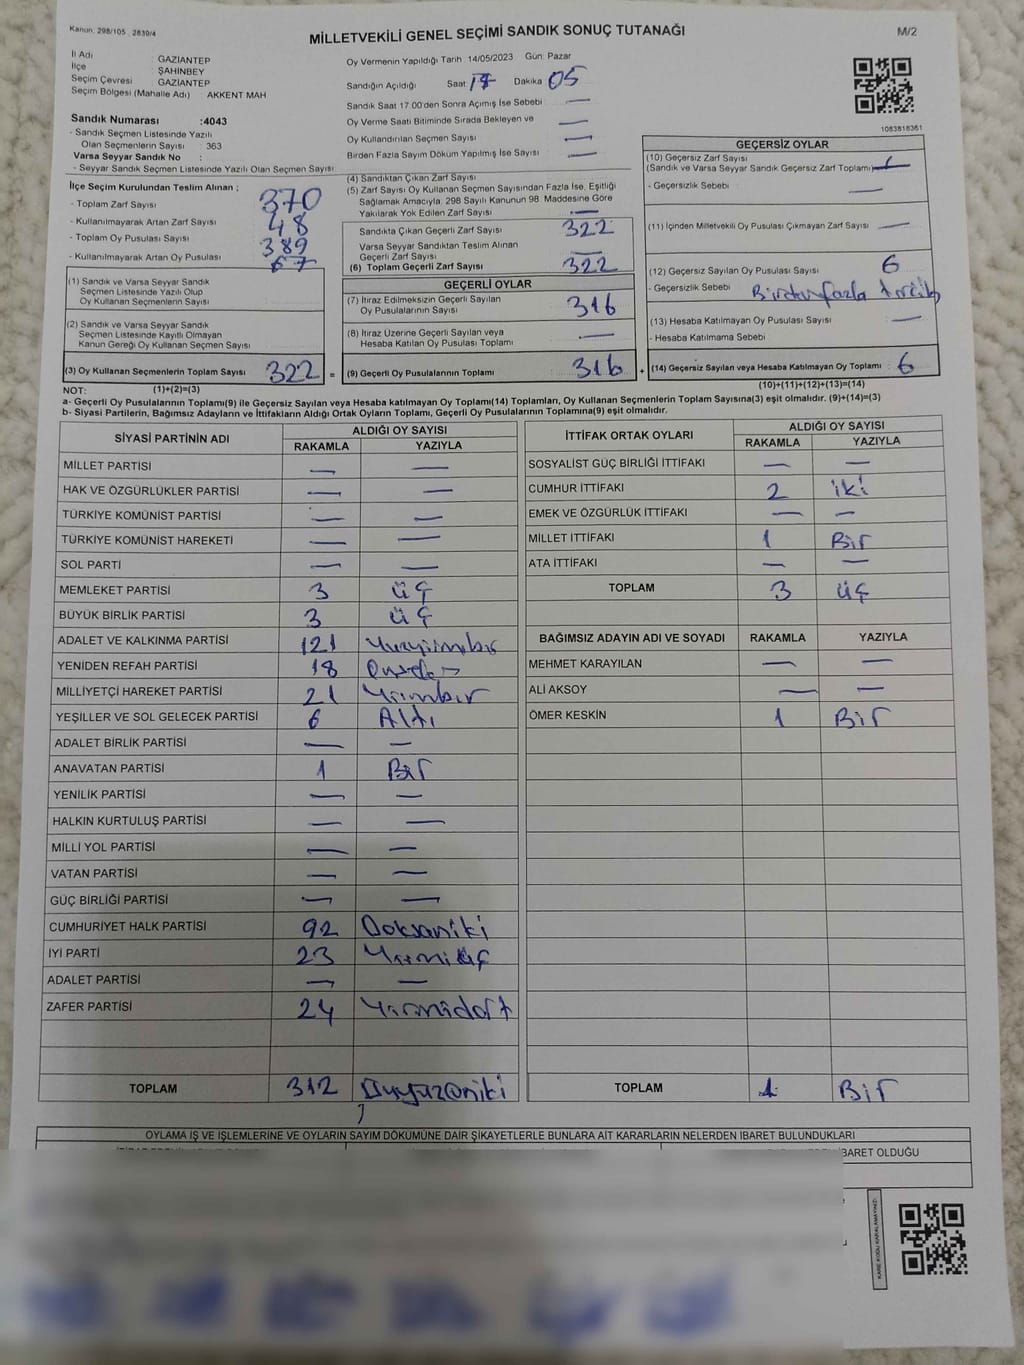 Kanun, 298/105 , 2839/4
MİLLETVEKİLİ GENEL SEÇİMİ SANDIK SONUÇ TUTANAĞI
M/2
İl Adı GAZİANTEP
İlçe ŞAHİNBEY
Seçim Çevresi GAZİANTEP
Seçim Bölgesi (Mahalle Adı) AKKENT MAH
Sandık Numarası :4043
- Sandık Seçmen Listesinde Yazılı
Olan Seçmenlerin Sayısı : 363
Varsa Seyyar Sandık No :
- Seyyar Sandık Seçmen Listesinde Yazılı Olan Seçmen Sayısı
Oy Vermenin Yapıldığı Tarih 14/05/2023 Gün: Pazar
Sandığın Açıldığı Saat 17 Dakika 05
Sandık Saat 17:00'den Sonra Açımış İse Sebebi —
Oy Verme Saati Bitiminde Sırada Bekleyen ve
Oy Kullandırılan Seçmen Sayısı —
Birden Fazla Sayım Döküm Yapılmış İse Sayısı —
1083818361
İlçe Seçim Kurulundan Teslim Alınan ;
- Toplam Zarf Sayısı 370
- Kullanılmayarak Artan Zarf Sayısı 48
- Toplam Oy Pusulası Sayısı 389
- Kullanılmayarak Artan Oy Pusulası 67
(1) Sandık ve Varsa Seyyar Sandık
Seçmen Listesinde Yazılı Olup
Oy Kullanan Seçmenlerin Sayısı
(2) Sandık ve Varsa Seyyar Sandık
Seçmen Listesinde Kayıtlı Olmayan
Kanun Gereği Oy Kullanan Seçmen Sayısı
(3) Oy Kullanan Seçmenlerin Toplam Sayısı 322 =
(4) Sandıktan Çıkan Zarf Sayısı
(5) Zarf Sayısı Oy Kullanan Seçmen Sayısından Fazla İse, Eşitliği
Sağlamak Amacıyla, 298 Sayılı Kanunun 98. Maddesine Göre
Yakılarak Yok Edilen Zarf Sayısı —
Sandıkta Çıkan Geçerli Zarf Sayısı 322
Varsa Seyyar Sandıktan Teslim Alınan
Geçerli Zarf Sayısı —
(6) Toplam Geçerli Zarf Sayısı 322
GEÇERLİ OYLAR
(7) İtiraz Edilmeksizin Geçerli Sayılan
Oy Pusulalarının Sayısı 316
(8) İtiraz Üzerine Geçerli Sayılan veya
Hesaba Katılan Oy Pusulası Toplamı —
(9) Geçerli Oy Pusulalarının Toplamı : 316 +
GEÇERSİZ OYLAR
(10) Geçersiz Zarf Sayısı
(Sandık ve Varsa Seyyar Sandık Geçersiz Zarf Toplamı)
- Geçersizlik Sebebi —
(11) İçinden Milletvekili Oy Pusulası Çıkmayan Zarf Sayısı —
(12) Geçersiz Sayılan Oy Pusulası Sayısı 6
- Geçersizlik Sebebi Birdenfazla tercih
(13) Hesaba Katılmayan Oy Pusulası Sayısı —
- Hesaba Katılmama Sebebi
(14) Geçersiz Sayılan veya Hesaba Katılmayan Oy Toplamı : 6
NOT: (1)+(2)=(3) (10)+(11)+(12)+(13)=(14)
a- Geçerli Oy Pusulalarının Toplamı(9) ile Geçersiz Sayılan veya Hesaba Katılmayan Oy Toplamı(14) Toplamları, Oy Kullanan Seçmenlerin Toplam Sayısına(3) eşit olmalıdır. (9)+(14)=(3)
b- Siyasi Partilerin, Bağımsız Adayların ve İttifakların Aldığı Ortak Oyların Toplamı, Geçerli Oy Pusulalarının Toplamına(9) eşit olmalıdır.
SİYASİ PARTİNİN ADI ALDIĞI OY SAYISI
RAKAMLA YAZIYLA
MİLLET PARTİSİ — —
HAK VE ÖZGÜRLÜKLER PARTİSİ — —
TÜRKİYE KOMÜNİST PARTİSİ — —
TÜRKİYE KOMÜNİST HAREKETİ — —
SOL PARTİ — —
MEMLEKET PARTİSİ 3 üç
BÜYÜK BİRLİK PARTİSİ 3 üç
ADALET VE KALKINMA PARTİSİ 121
YENİDEN REFAH PARTİSİ 18
MİLLİYETÇİ HAREKET PARTİSİ 21 Yirmibir
YEŞİLLER VE SOL GELECEK PARTİSİ 6 Altı
ADALET BİRLİK PARTİSİ — —
ANAVATAN PARTİSİ 1 Bir
YENİLİK PARTİSİ — —
HALKIN KURTULUŞ PARTİSİ — —
MİLLİ YOL PARTİSİ — —
VATAN PARTİSİ — —
GÜÇ BİRLİĞİ PARTİSİ — —
CUMHURİYET HALK PARTİSİ 92 Doksaniki
İYİ PARTİ 23 Yirmi üç
ADALET PARTİSİ — —
ZAFER PARTİSİ 24 Yirmidört
TOPLAM 312 Üçyüzoniki
İTTİFAK ORTAK OYLARI ALDIĞI OY SAYISI
RAKAMLA YAZIYLA
SOSYALİST GÜÇ BİRLİĞİ İTTİFAKI — —
CUMHUR İTTİFAKI 2 iki
EMEK VE ÖZGÜRLÜK İTTİFAKI — —
MİLLET İTTİFAKI 1 Bir
ATA İTTİFAKI — —
TOPLAM 3 üç
BAĞIMSIZ ADAYIN ADI VE SOYADI RAKAMLA YAZIYLA
MEHMET KARAYILAN — —
ALİ AKSOY — —
ÖMER KESKİN 1 Bir
TOPLAM 1 Bir
OYLAMA İŞ VE İŞLEMLERİNE VE OYLARIN SAYIM DÖKÜMÜNE DAİR ŞİKAYETLERLE BUNLARA AİT KARARLARIN NELERDEN İBARET BULUNDUKLARI
İBARET OLDUĞU
KARE KODU KARALAMAYINIZ!